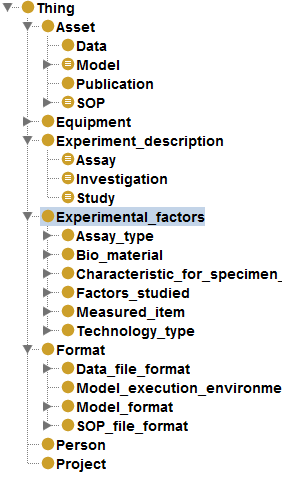 Thing
Asset
Data
Model
Publication
SOP
Equipment
Experiment_description
Assay
Investigation
Study
Experimental_factors
Assay_type
Bio_material
Characteristic_for_specimen_
Factors_studied
Measured_item
Technology_type
Format
Data_file_format
Model_execution_environme
Model_format
SOP_file_format
Person
Project